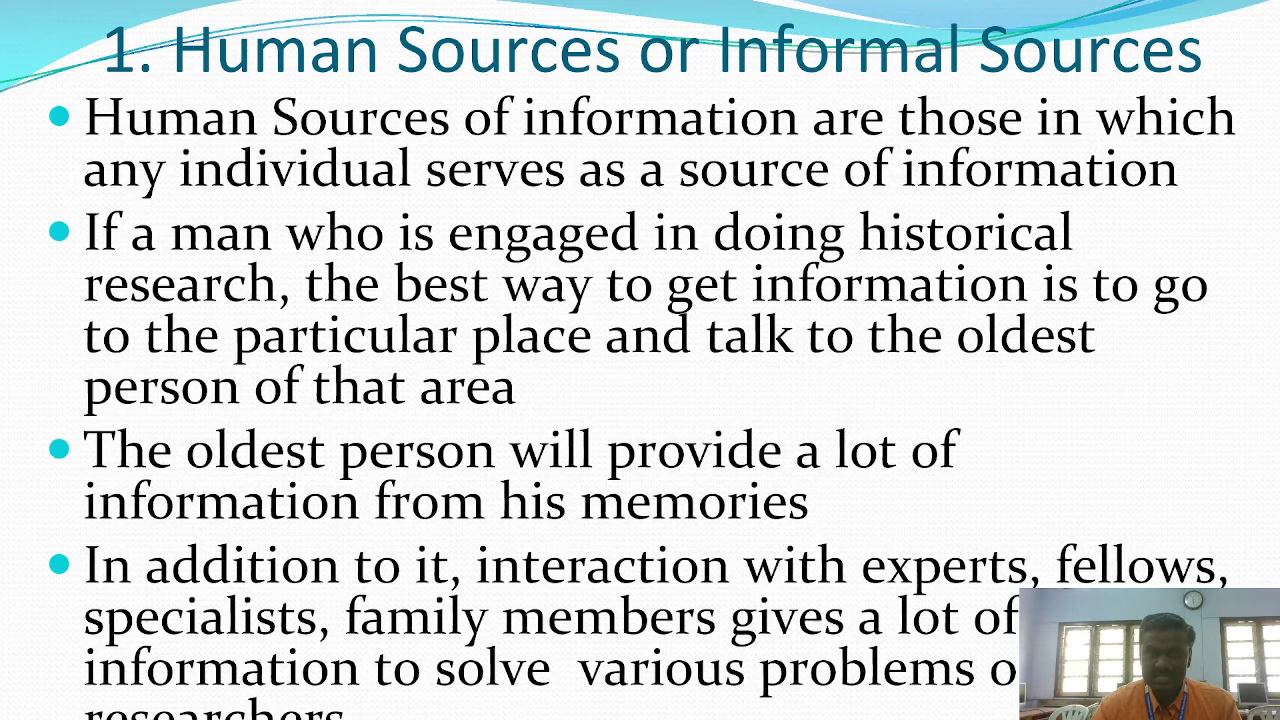 1. Human Sources or Informal Sources
• Human Sources of information are those in which
any individual serves as a source of information
• If a man who is engaged in doing historical
research, the best way to get information is to go
to the particular place and talk to the oldest
person of that area
• The oldest person will provide a lot of
information from his memories
• In addition to it, interaction with experts, fellows,
specialists, family members gives a lot of
information to solve  various problems
researchers